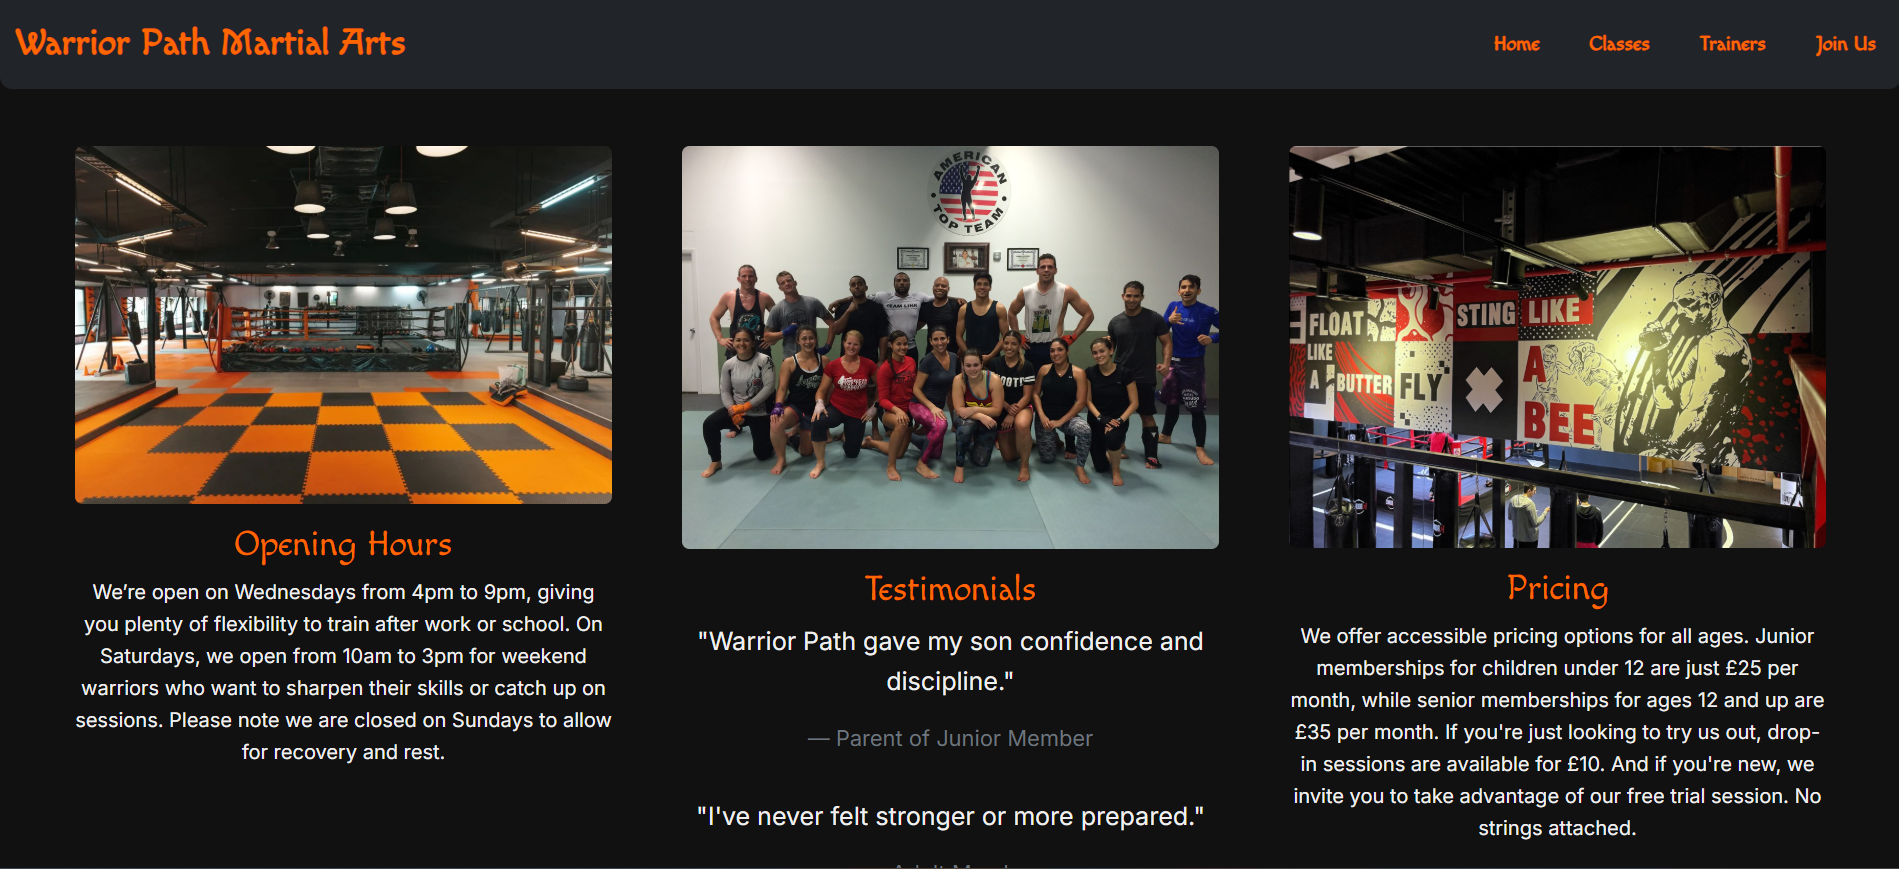 Warrior Path Martial Arts
Home
Classes
Trainers
Join Us
AMERICAN
TOP TEAM
TEAM LINK
FLOAT
LIKE
A BUTTER FLY
STING LIKE
A
BEE
Opening Hours
We’re open on Wednesdays from 4pm to 9pm, giving
you plenty of flexibility to train after work or school. On
Saturdays, we open from 10am to 3pm for weekend
warriors who want to sharpen their skills or catch up on
sessions. Please note we are closed on Sundays to allow
for recovery and rest.
Testimonials
"Warrior Path gave my son confidence and
discipline."
— Parent of Junior Member
"I've never felt stronger or more prepared."
Pricing
We offer accessible pricing options for all ages. Junior
memberships for children under 12 are just £25 per
month, while senior memberships for ages 12 and up are
£35 per month. If you're just looking to try us out, drop-
in sessions are available for £10. And if you're new, we
invite you to take advantage of our free trial session. No
strings attached.